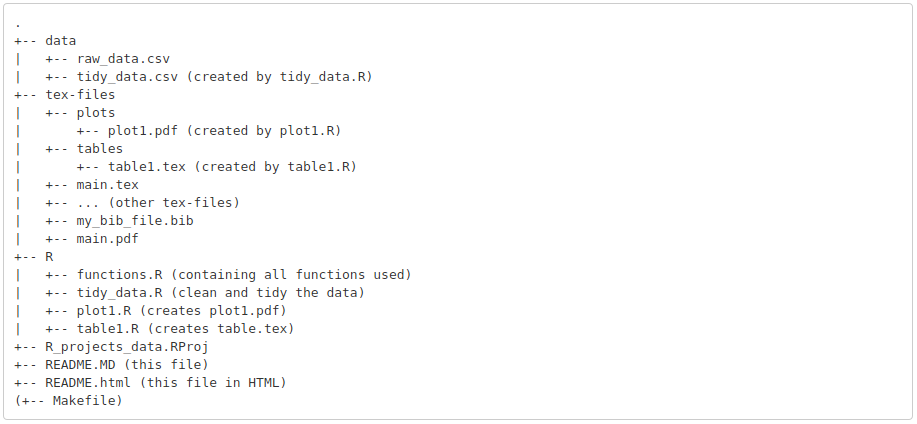 .
+-- data
|   +-- raw_data.csv
|   +-- tidy_data.csv (created by tidy_data.R)
+-- tex-files
|   +-- plots
|       +-- plot1.pdf (created by plot1.R)
|   +-- tables
|       +-- table1.tex (created by table1.R)
|   +-- main.tex
|   +-- ... (other tex-files)
|   +-- my_bib_file.bib
|   +-- main.pdf
+-- R
|   +-- functions.R (containing all functions used)
|   +-- tidy_data.R (clean and tidy the data)
|   +-- plot1.R (creates plot1.pdf)
|   +-- table1.R (creates table.tex)
+-- R_projects_data.RProj
+-- README.MD (this file)
+-- README.html (this file in HTML)
(+-- Makefile)